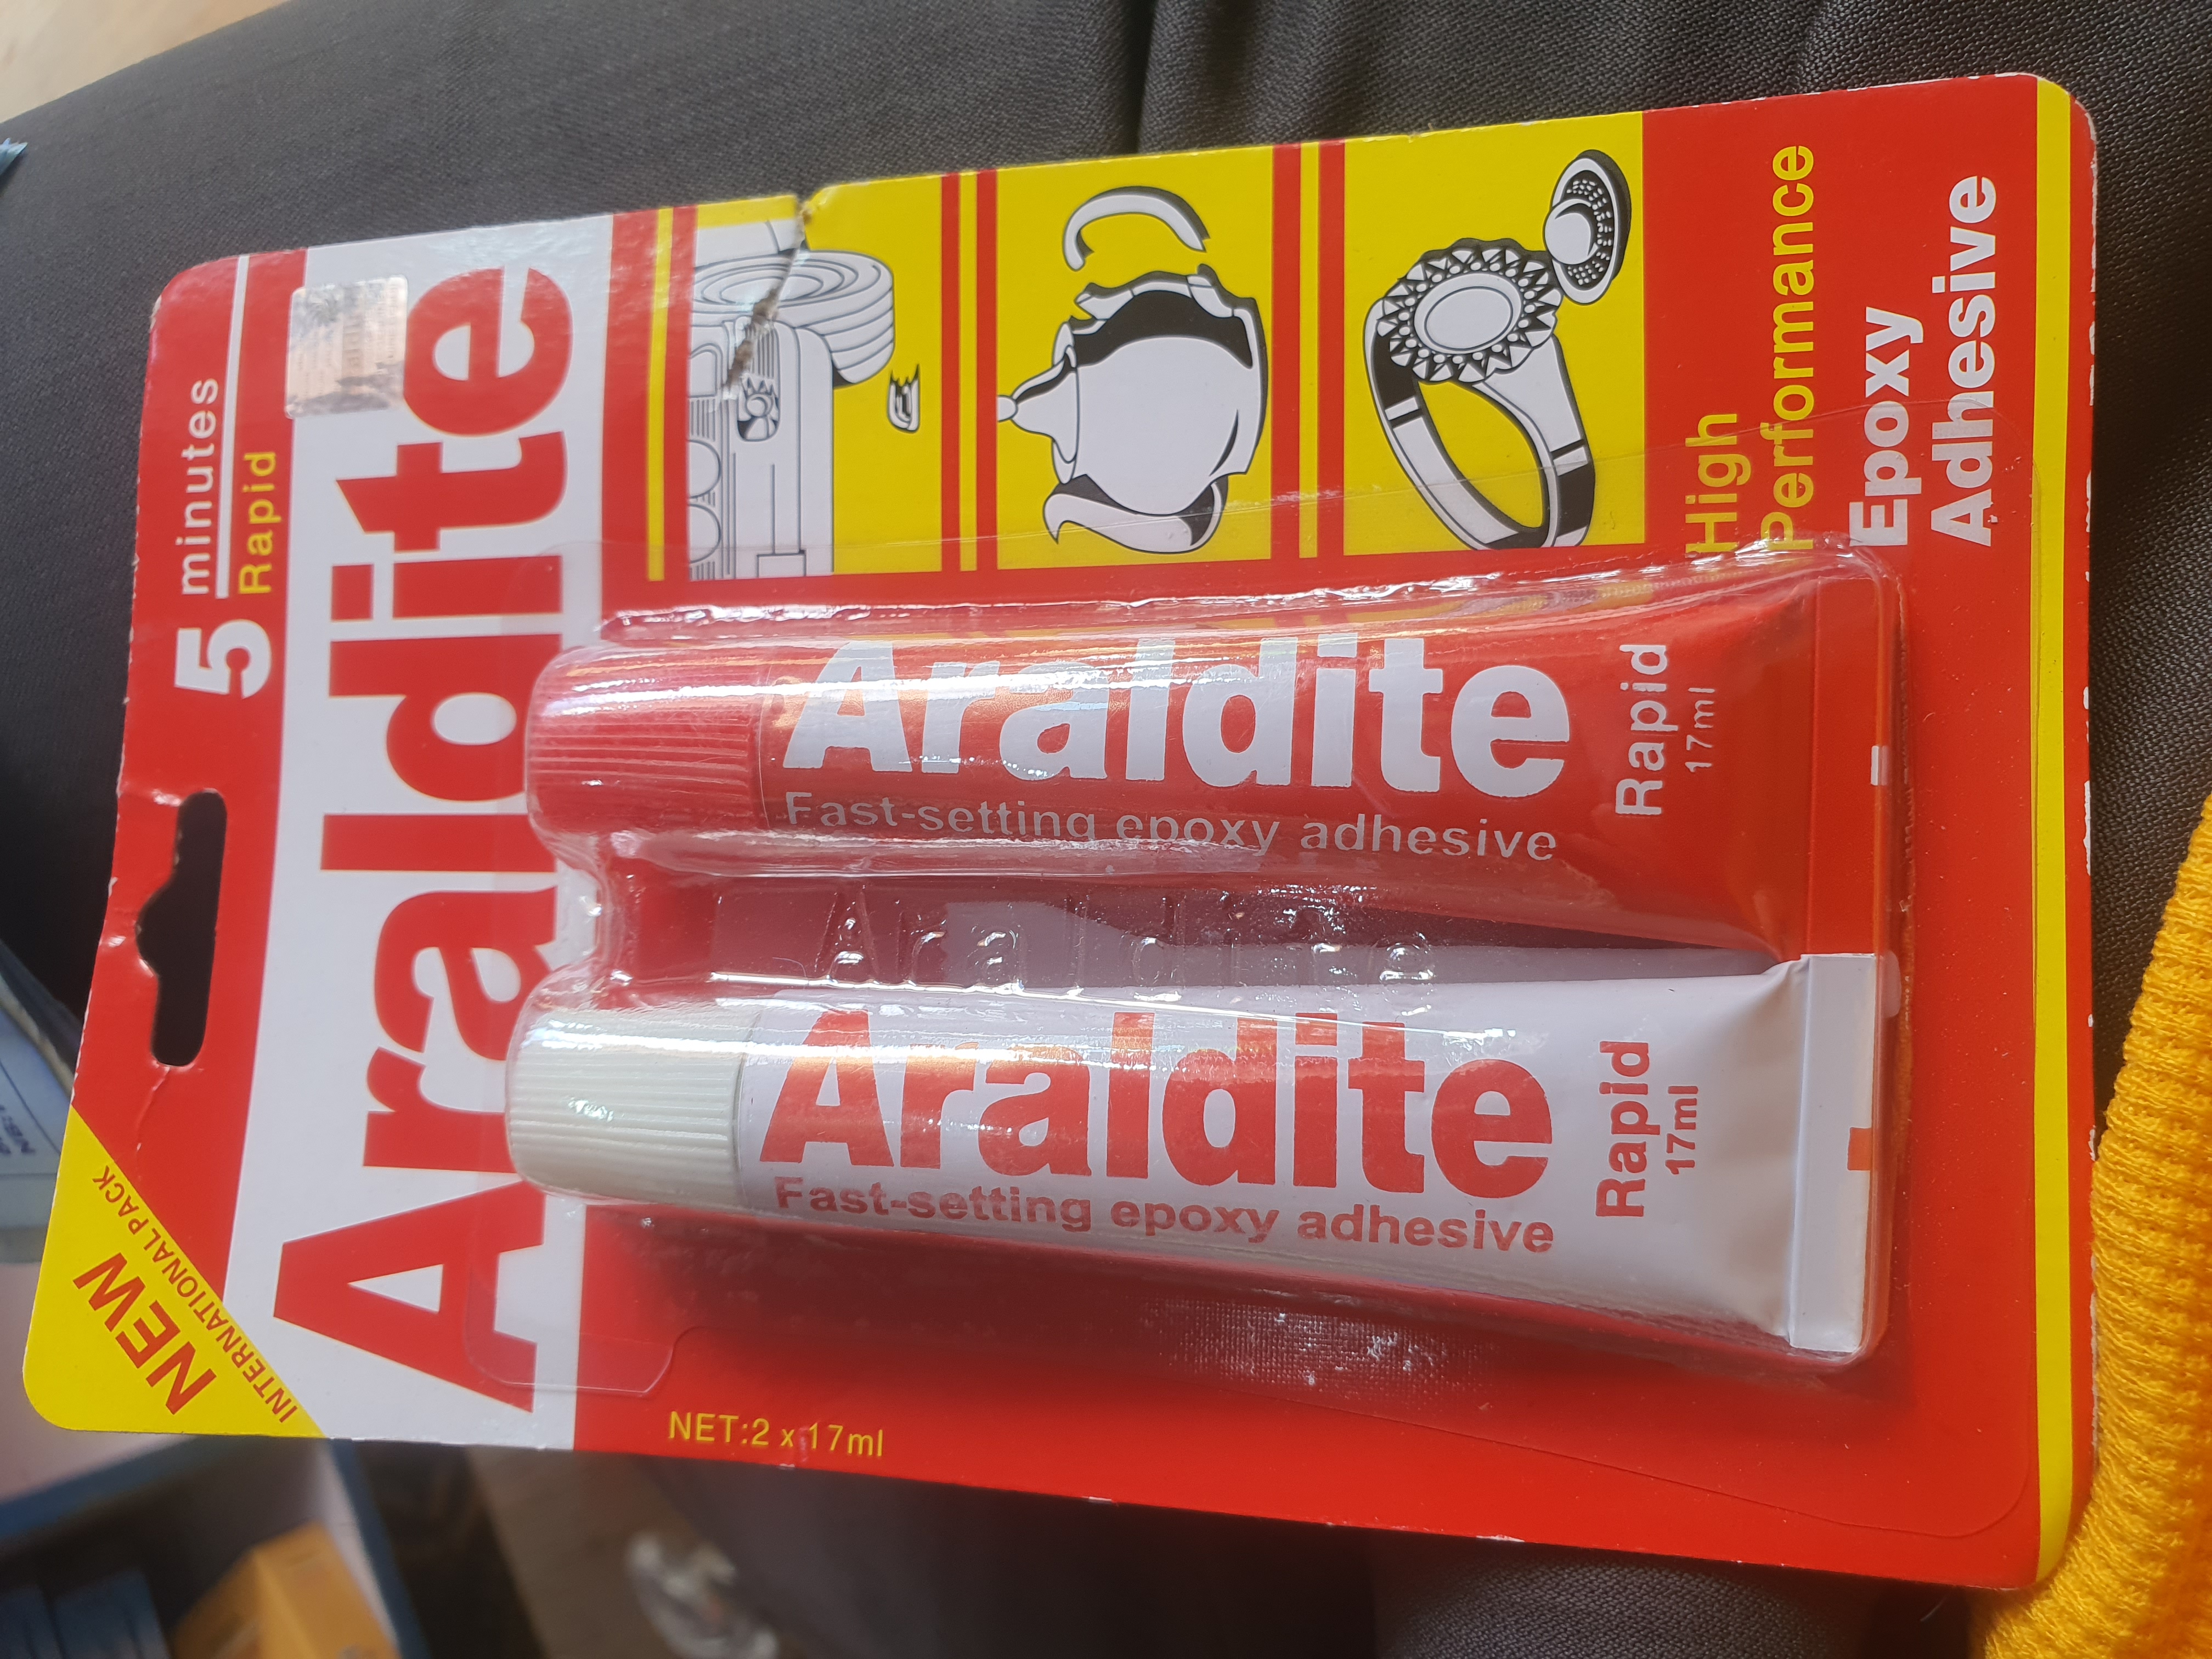 5 minutes
Rapid
NEW
INTERNATIONAL PACK
Araldite
Araldite
Fast-setting epoxy adhesive
Rapid
17ml
Araldite
Araldite
Fast-setting epoxy adhesive
Rapid
17ml
NET:2 x 17ml
High
Performance
Epoxy
Adhesive